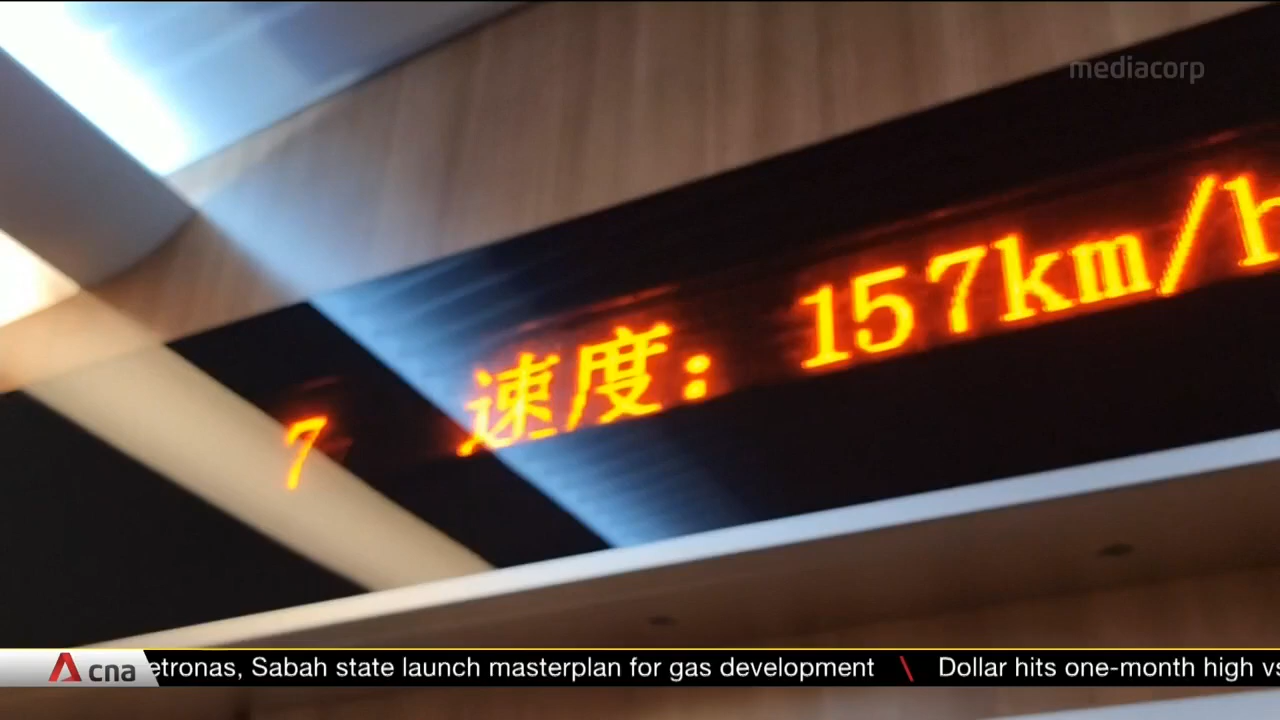 mediacorp
7 速度：157km/h
cna
etronas, Sabah state launch masterplan for gas development \ Dollar hits one-month high vs